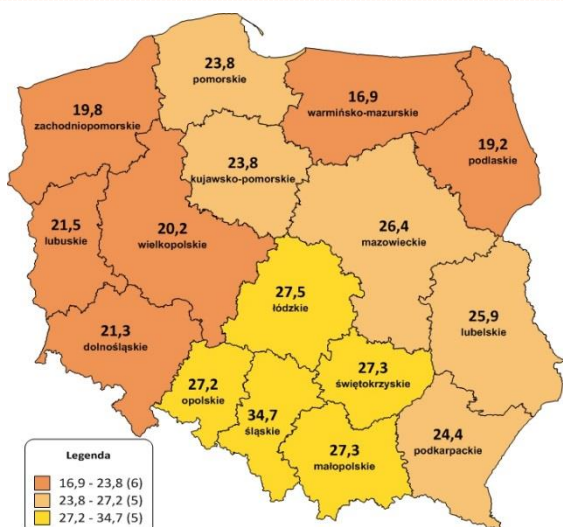 23,8
pomorskie
16,9
warmińsko-mazurskie
19,8
zachodniopomorskie
19,2
podlaskie
23,8
kujawsko-pomorskie
26,4
mazowieckie
21,5
lubuskie
20,2
wielkopolskie
27,5
łódzkie
25,9
lubelskie
21,3
dolnośląskie
27,3
świętokrzyskie
27,2
opolskie
34,7
śląskie
27,3
małopolskie
24,4
podkarpackie
Legenda
16,9 - 23,8 (6)
23,8 - 27,2 (5)
27,2 - 34,7 (5)